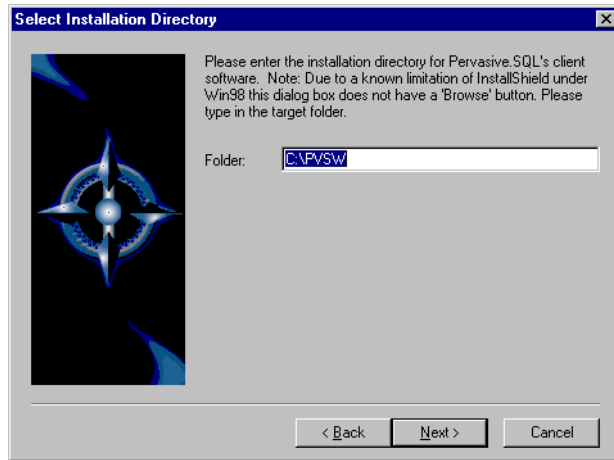 Select Installation Directory
Please enter the installation directory for Pervasive.SQL's client
software. Note: Due to a known limitation of InstallShield under
Win98 this dialog box does not have a 'Browse' button. Please
type in the target folder.
Folder: C:\PVSW
< Back Next > Cancel